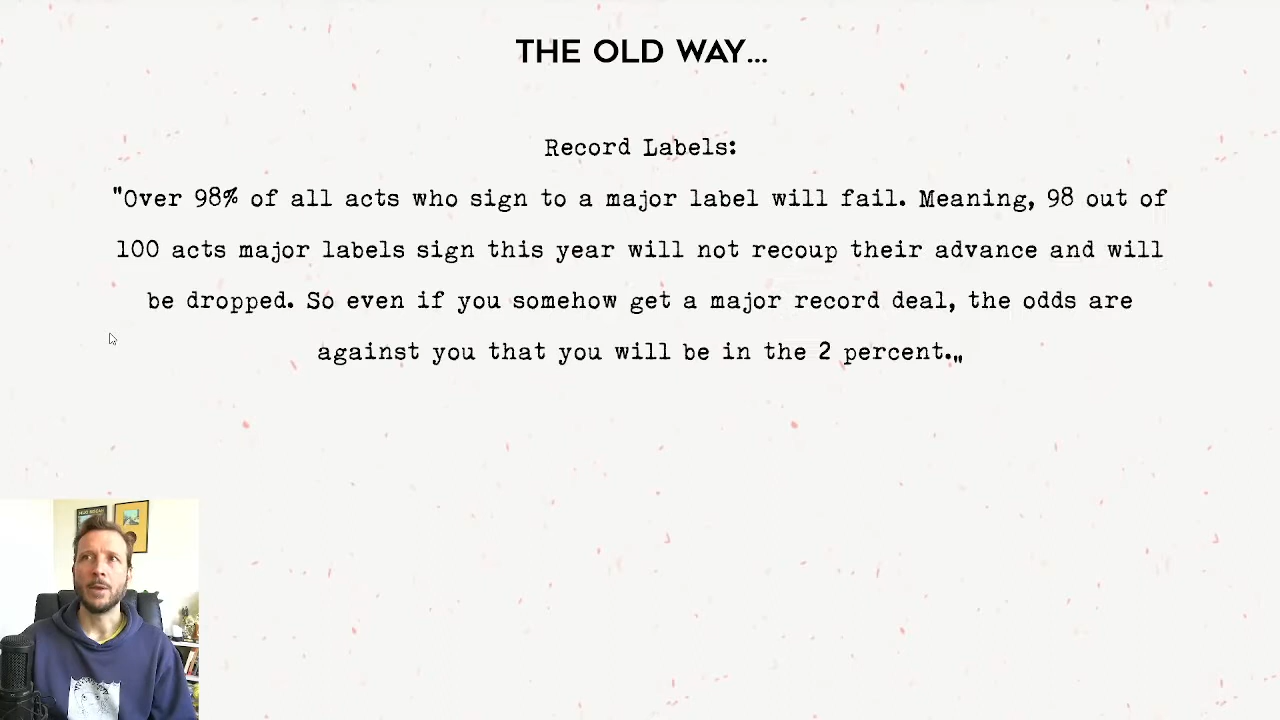 THE OLD WAY...
Record Labels:
"Over 98% of all acts who sign to a major label will fail. Meaning, 98 out of
100 acts major labels sign this year will not recoup their advance and will
be dropped. So even if you somehow get a major record deal, the odds are
against you that you will be in the 2 percent.„